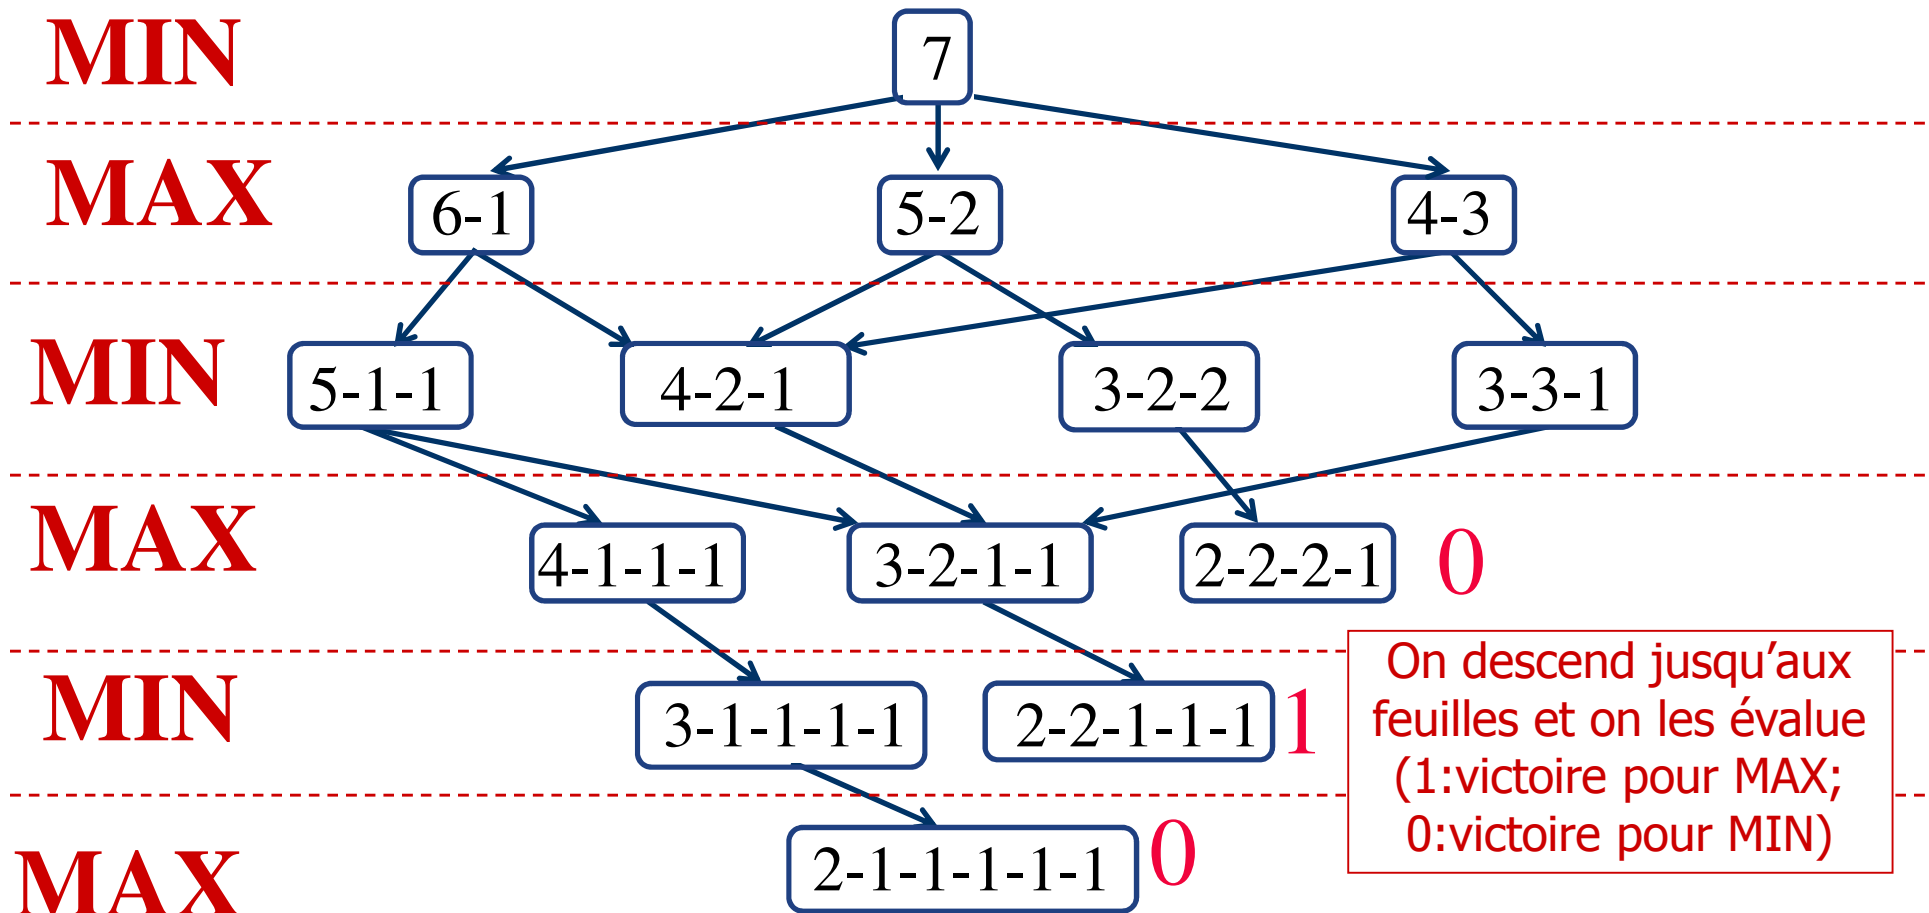 MIN
7
MAX
6-1
5-2
4-3
MIN
5-1-1
4-2-1
3-2-2
3-3-1
MAX
4-1-1-1
3-2-1-1
2-2-2-1
0
MIN
3-1-1-1-1
2-2-1-1-1
1
On descend jusqu’aux
feuilles et on les évalue
(1:victoire pour MAX;
0:victoire pour MIN)
MAX
2-1-1-1-1-1
0